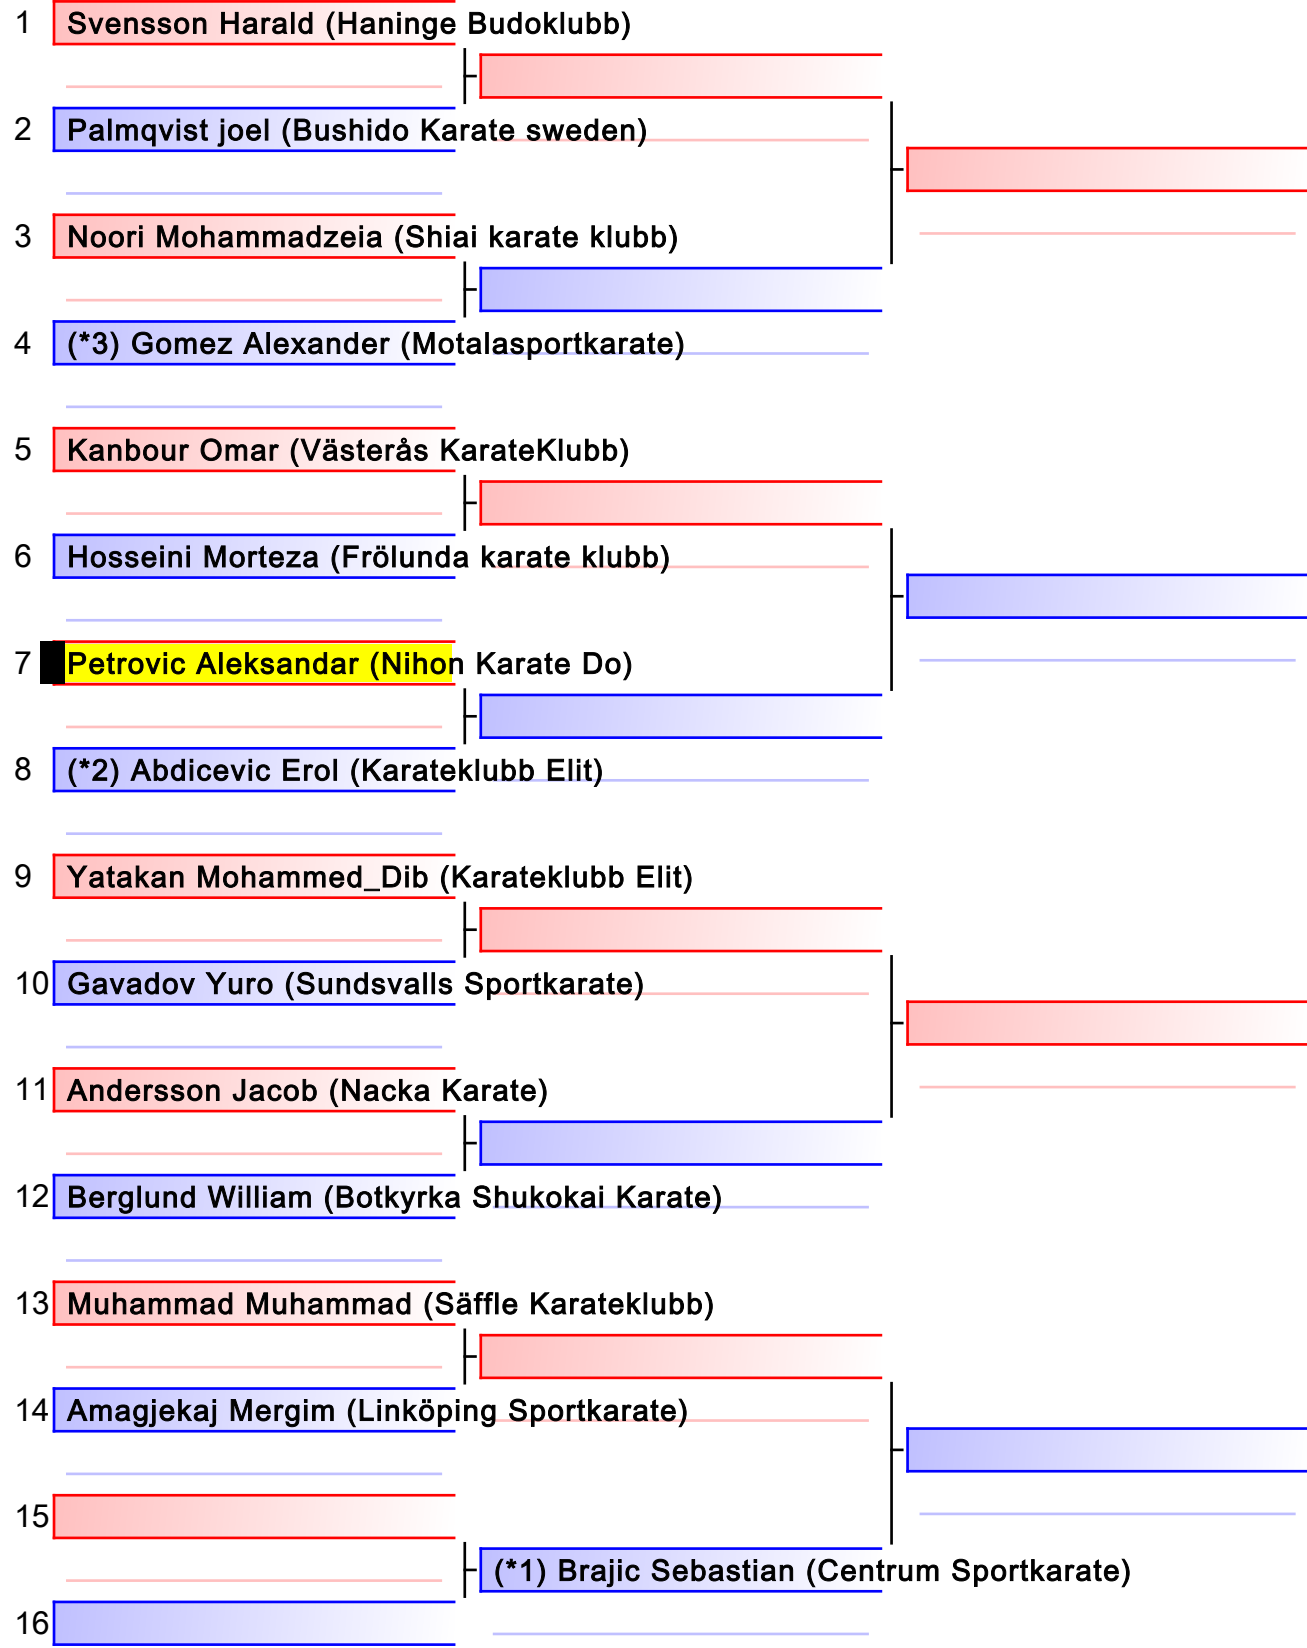 1 Svensson Harald (Haninge Budoklubb)
2 Palmqvist joel (Bushido Karate sweden)
3 Noori Mohammadzeia (Shiai karate klubb)
4 (*3) Gomez Alexander (Motalasportkarate)
5 Kanbour Omar (Västerås KarateKlubb)
6 Hosseini Morteza (Frölunda karate klubb)
7 Petrovic Aleksandar (Nihon Karate Do)
8 (*2) Abdicevic Erol (Karateklubb Elit)
9 Yatakan Mohammed_Dib (Karateklubb Elit)
10 Gavadov Yuro (Sundsvalls Sportkarate)
11 Andersson Jacob (Nacka Karate)
12 Berglund William (Botkyrka Shukokai Karate)
13 Muhammad Muhammad (Säffle Karateklubb)
14 Amagjekaj Mergim (Linköping Sportkarate)
15
(*1) Brajic Sebastian (Centrum Sportkarate)
16